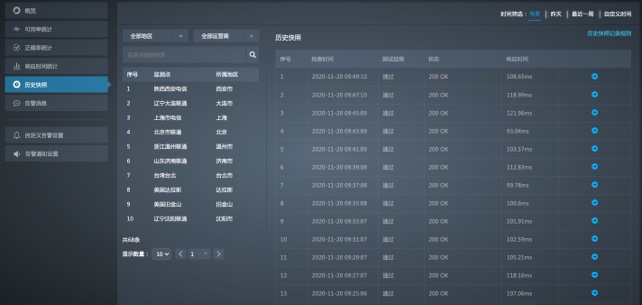 概览
可用率统计
正确率统计
响应时间统计
历史快照
告警消息
自定义告警设置
告警通知设置
时间筛选： 今天 | 昨天 | 最近一周 | 自定义时间
全部地区 全部运营商
序号 监测点 所属地区
1 陕西西安电信 西安市
2 辽宁大连联通 大连市
3 上海市电信 上海
4 北京市联通 北京
5 浙江温州联通 温州市
6 山东济南联通 济南市
7 台湾台北 台北市
8 美国达拉斯 达拉斯
9 美国旧金山 旧金山
10 辽宁沈阳联通 沈阳市
共68条
显示数量： 10 1
历史快照 历史快照记录规则
序号 检查时间 测试结果 状态 响应时间
1 2020-11-20 09:49:10 通过 200 OK 108.65ms
2 2020-11-20 09:47:10 通过 200 OK 118.99ms
3 2020-11-20 09:45:89 通过 200 OK 121.96ms
4 2020-11-20 09:43:89 通过 200 OK 93.06ms
5 2020-11-20 09:41:89 通过 200 OK 103.57ms
6 2020-11-20 09:39:88 通过 200 OK 112.83ms
7 2020-11-20 09:37:88 通过 200 OK 99.78ms
8 2020-11-20 09:35:88 通过 200 OK 100.6ms
9 2020-11-20 09:33:87 通过 200 OK 101.91ms
10 2020-11-20 09:31:87 通过 200 OK 102.59ms
11 2020-11-20 09:29:87 通过 200 OK 105.21ms
12 2020-11-20 09:27:87 通过 200 OK 118.16ms
13 2020-11-20 09:25:86 通过 200 OK 107.06ms